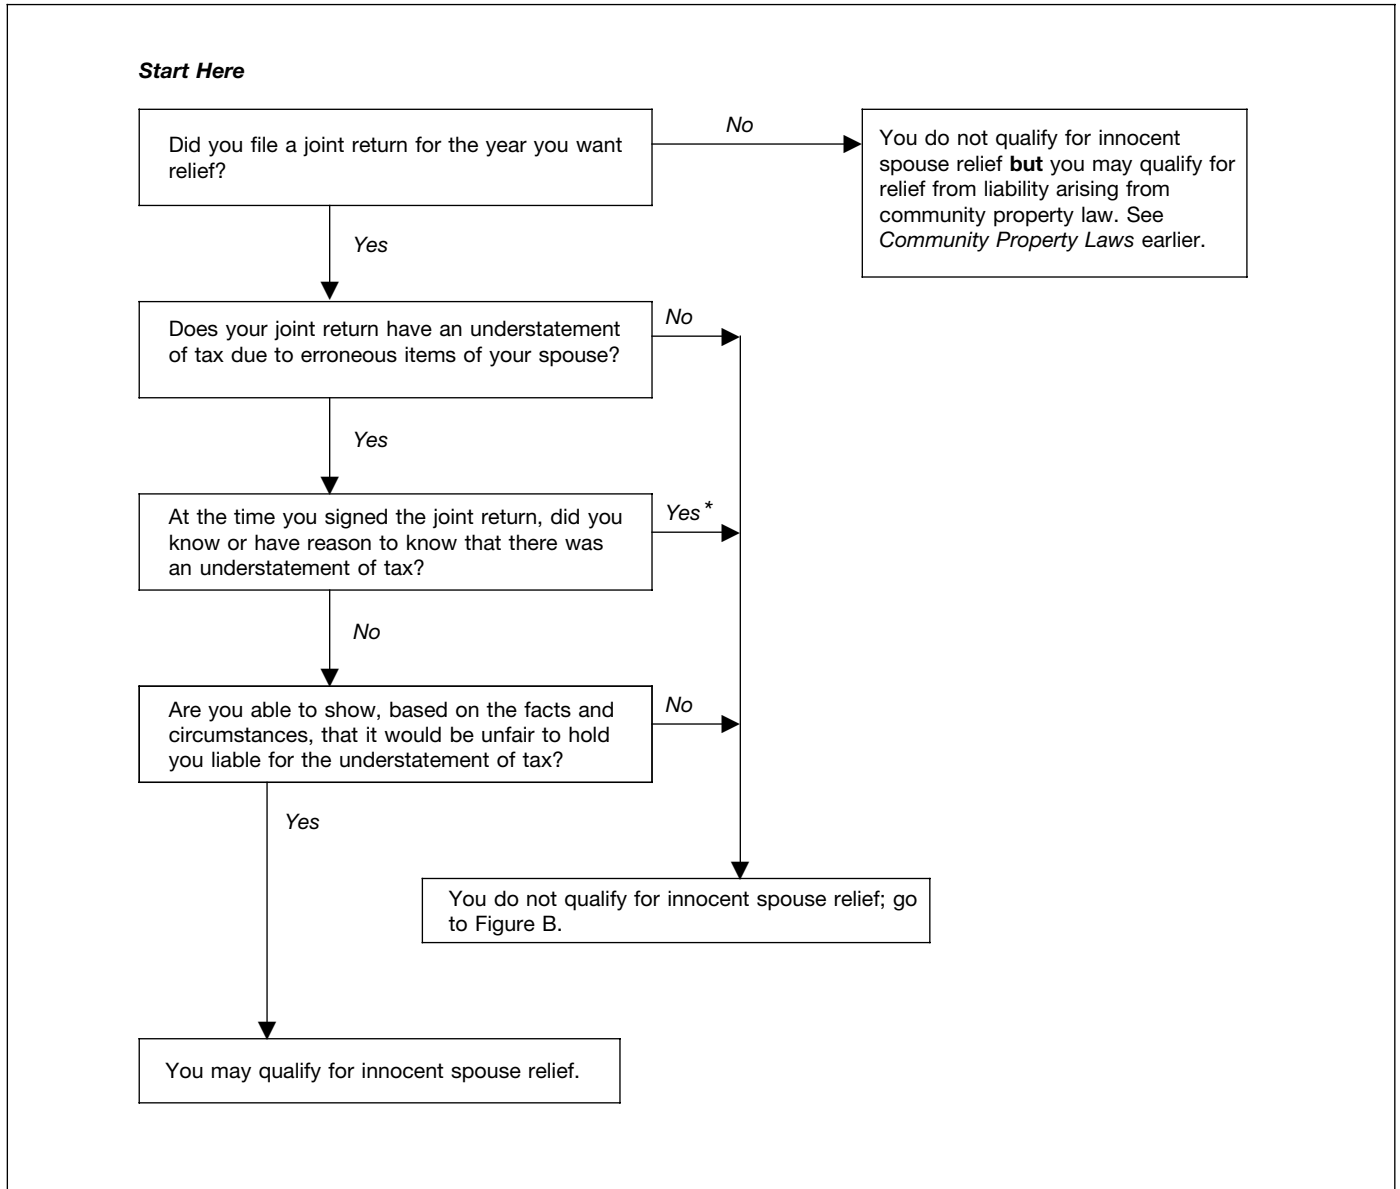 Start Here
Did you file a joint return for the year you want
relief?
No
You do not qualify for innocent
spouse relief but you may qualify for
relief from liability arising from
community property law. See
Community Property Laws earlier.
Yes
Does your joint return have an understatement
of tax due to erroneous items of your spouse?
No
Yes
At the time you signed the joint return, did you
know or have reason to know that there was
an understatement of tax?
Yes*
No
Are you able to show, based on the facts and
circumstances, that it would be unfair to hold
you liable for the understatement of tax?
No
Yes
You do not qualify for innocent spouse relief; go
to Figure B.
You may qualify for innocent spouse relief.